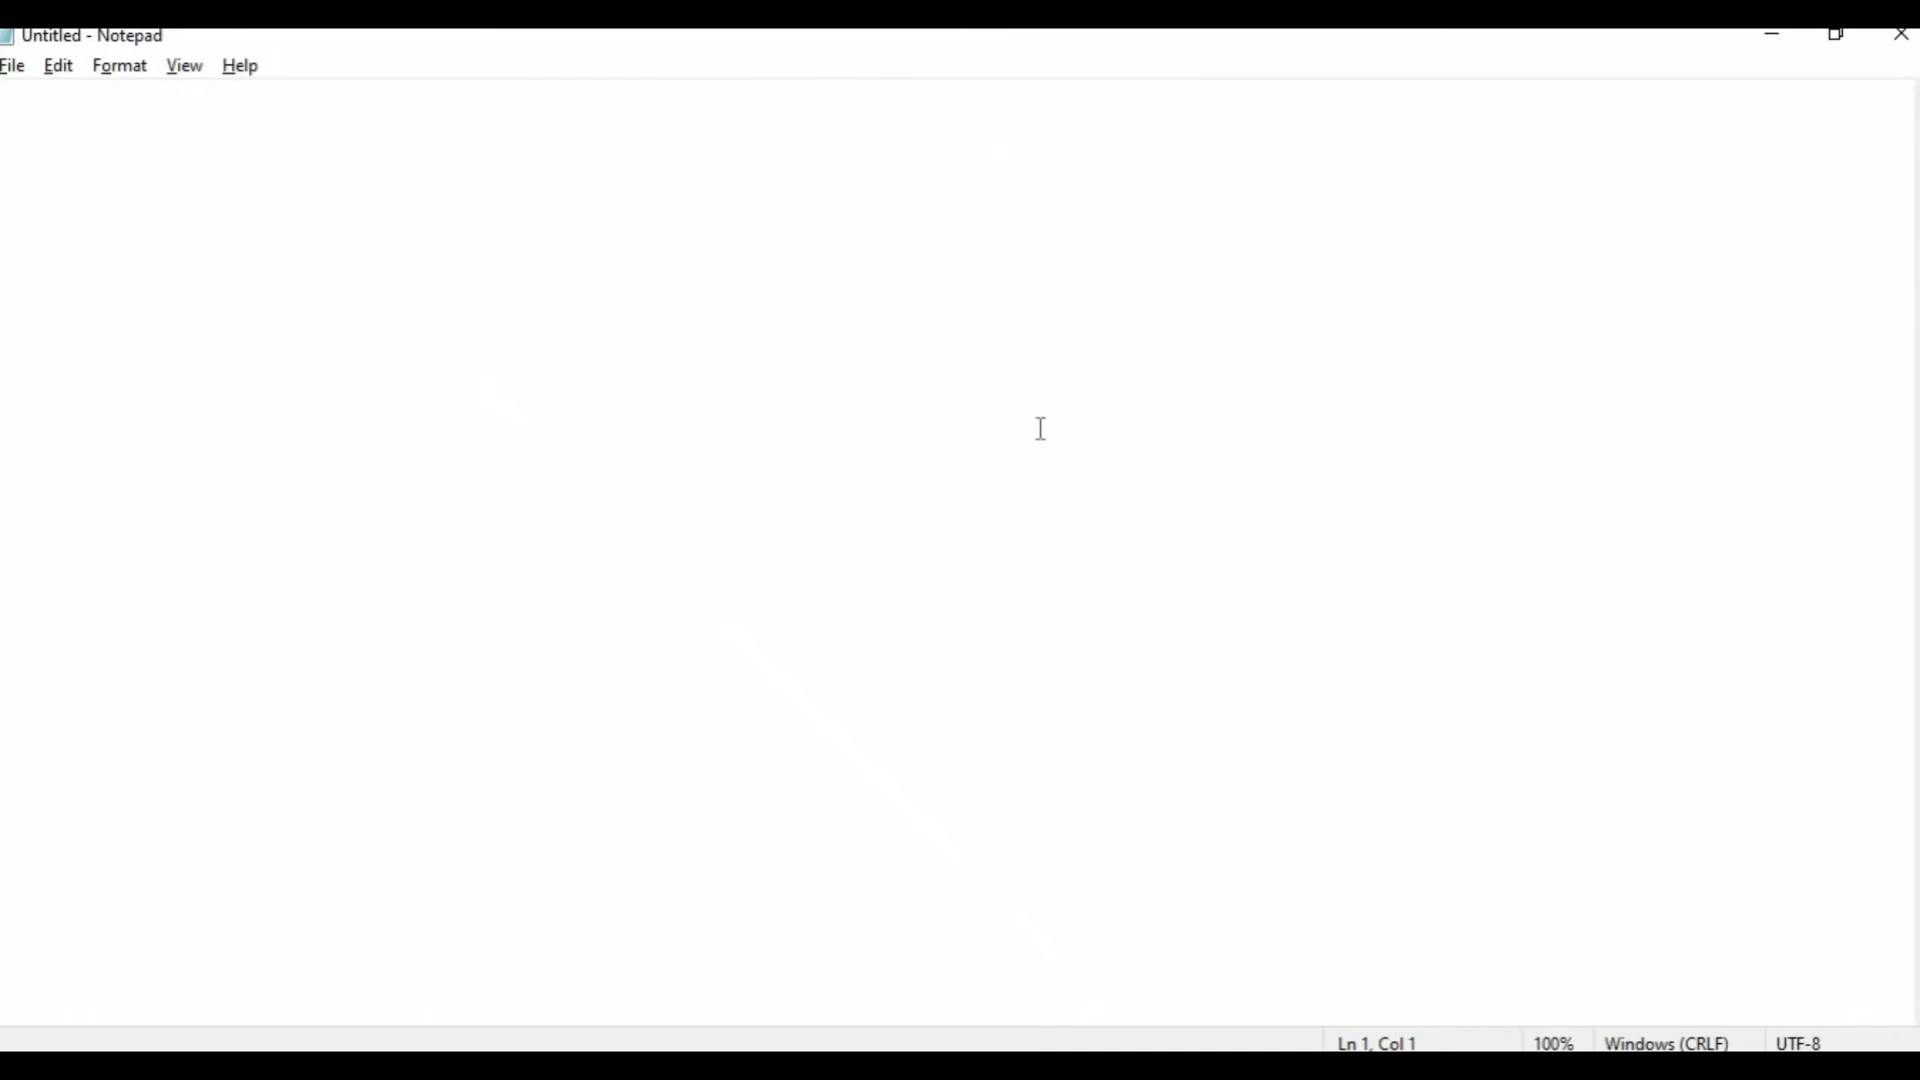 Untitled - Notepad
File Edit Format View Help
Ln 1, Col 1 100% Windows (CRLF) UTF-8